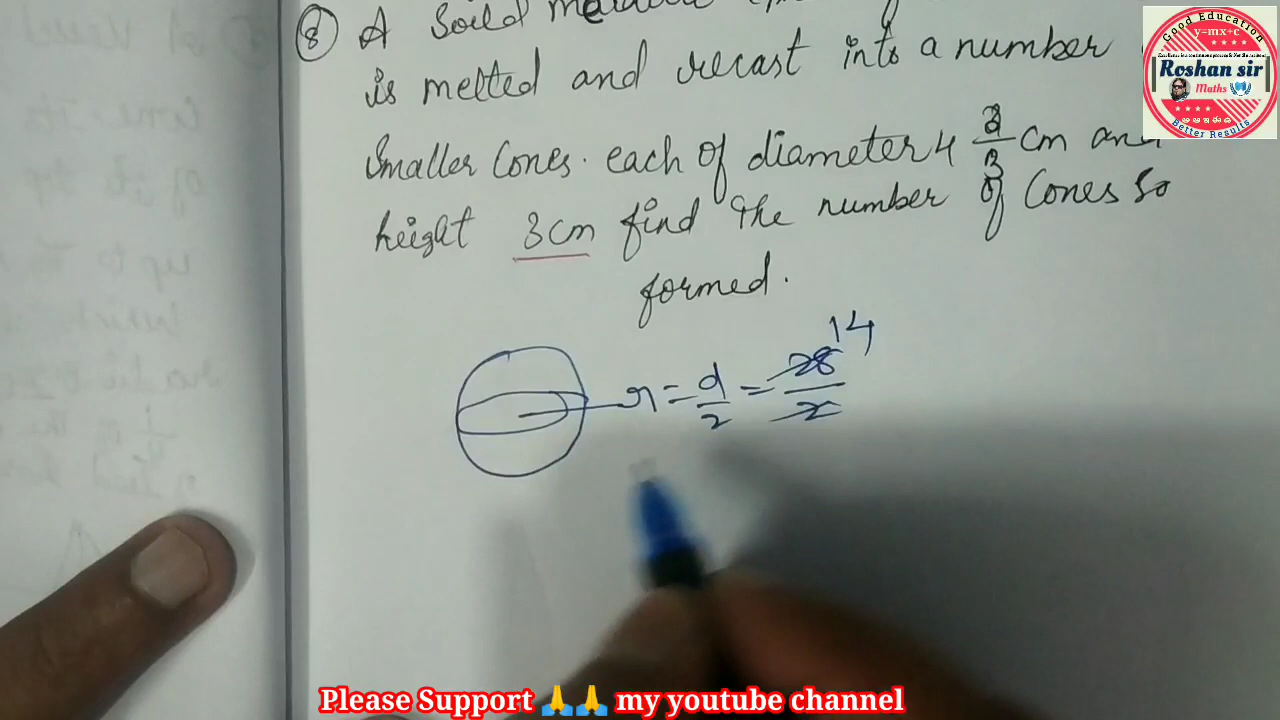 8 A Soild
is melted and recast into a number
Smaller Cones. each of diameter 4 2/3 cm and
height 3cm find the number of Cones So
formed.
r = d/2 = 28/2 14
Good Education
y=mx+c
Roshan sir
Maths
Better Results
Please Support 🙏🙏 my youtube channel